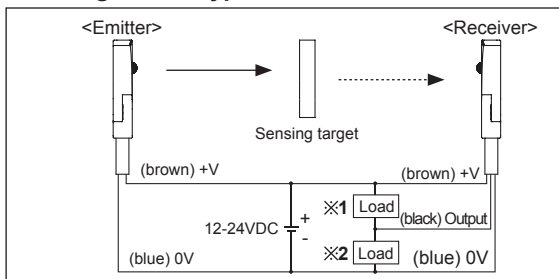 <Emitter>
<Receiver>
Sensing target
(brown) +V
(brown) +V
※1 Load
(black) Output
12-24VDC
+
-
※2 Load
(blue) 0V
(blue) 0V